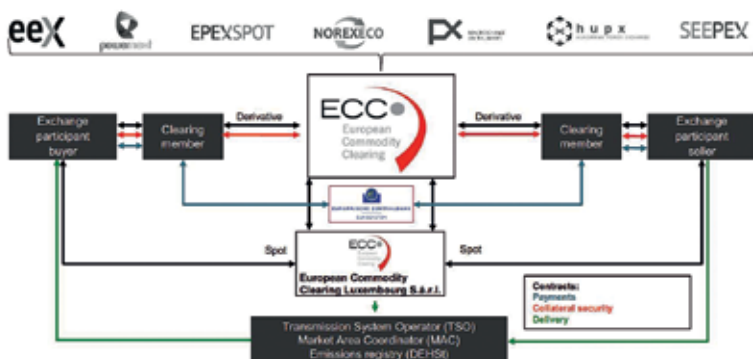 eex
powernext
EPEXSPOT
NOREXECO
PX
hupx
SEEPEX
Exchange
participant
buyer
Clearing
member
Derivative
ECC
European
Commodity
Clearing
Derivative
Clearing
member
Exchange
participant
seller
Spot
ECC
European Commodity
Clearing Luxembourg S.à.r.l.
Spot
Contracts:
Payments
Collateral security
Delivery
Transmission System Operator (TSO)
Market Area Coordinator (MAC)
Emissions registry (DEHSt)